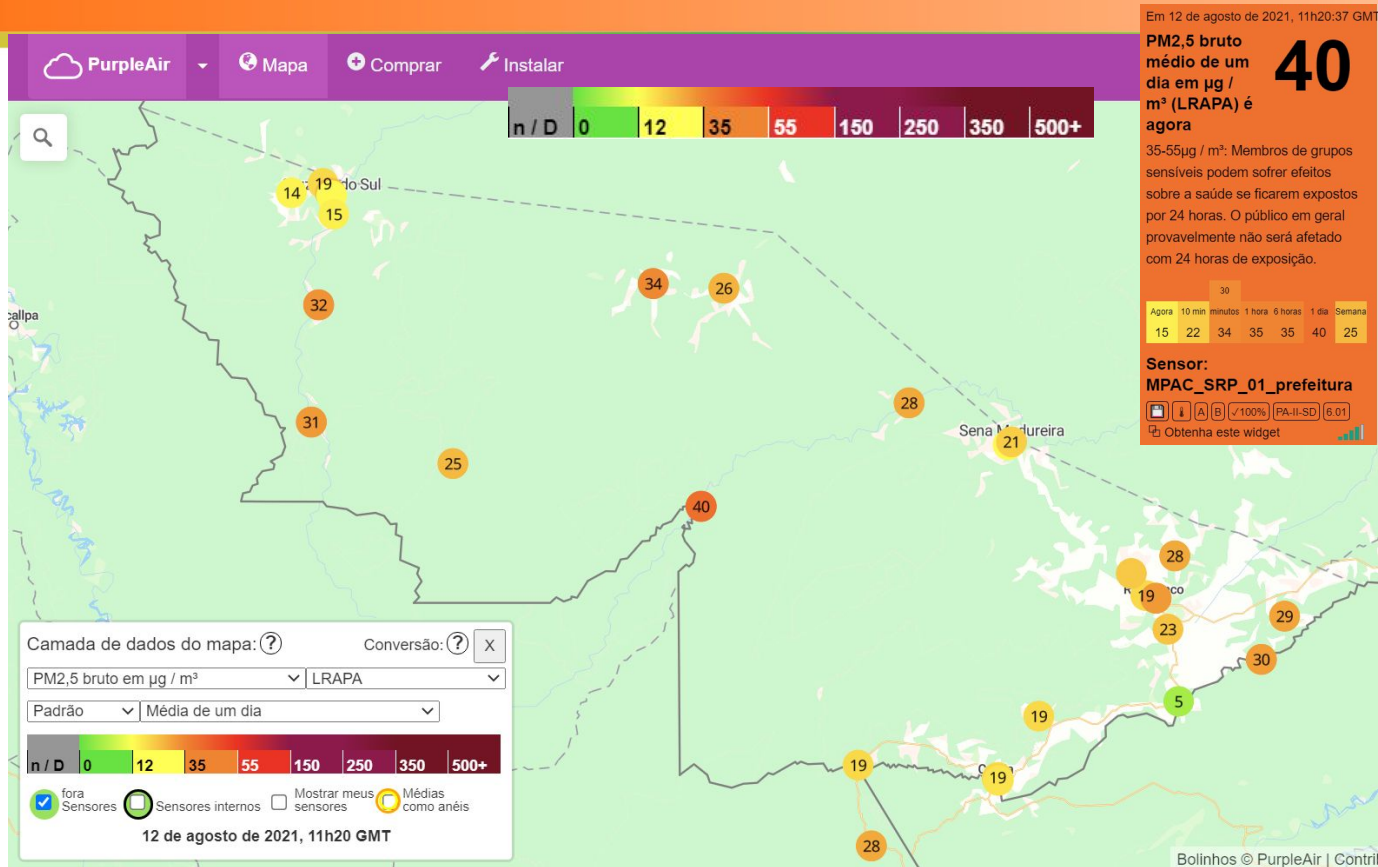 PurpleAir
Mapa
Comprar
Instalar
n / D 0 12 35 55 150 250 350 500+
Em 12 de agosto de 2021, 11h20:37 GMT
PM2,5 bruto
médio de um
dia em µg /
m³ (LRAPA) é
agora
40
35-55µg / m³: Membros de grupos
sensíveis podem sofrer efeitos
sobre a saúde se ficarem expostos
por 24 horas. O público em geral
provavelmente não será afetado
com 24 horas de exposição.
30
Agora 10 min minutos 1 hora 6 horas 1 dia Semana
15 22 34 35 35 40 25
Sensor:
MPAC_SRP_01_prefeitura
A B ✓100% PA-II-SD 6.01
Obtenha este widget
14
19
do Sul
15
callpa
32
34
26
31
25
28
Sena Madureira
21
40
28
19
co
23
29
30
5
19
19
19
28
Camada de dados do mapa: ? Conversão: ? X
PM2,5 bruto em µg / m³ LRAPA
Padrão Média de um dia
n / D 0 12 35 55 150 250 350 500+
fora
Sensores
Sensores internos
Mostrar meus
sensores
Médias
como anéis
12 de agosto de 2021, 11h20 GMT
Bolinhos © PurpleAir | Contri